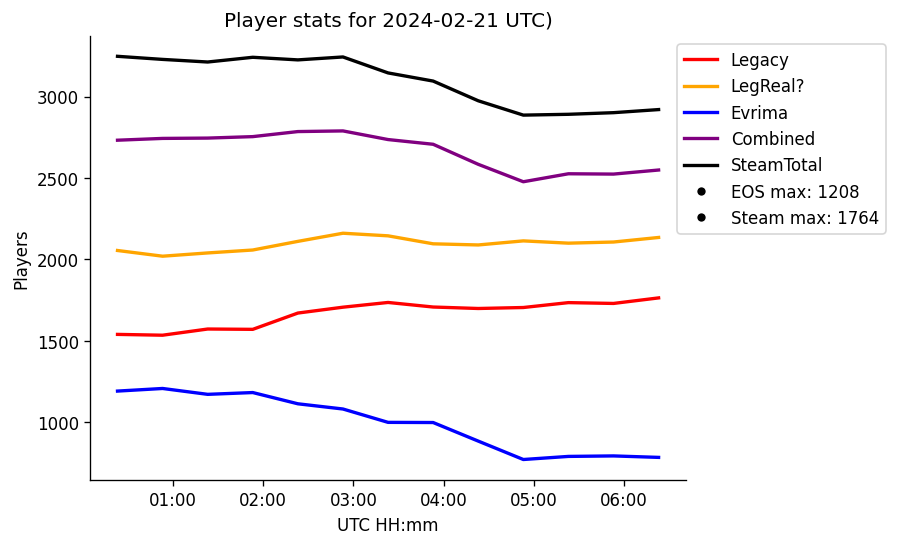 Player stats for 2024-02-21 UTC)
Legacy
LegReal?
Evrima
Combined
SteamTotal
EOS max: 1208
Steam max: 1764
Players
3000
2500
2000
1500
1000
01:00 02:00 03:00 04:00 05:00 06:00
UTC HH:mm